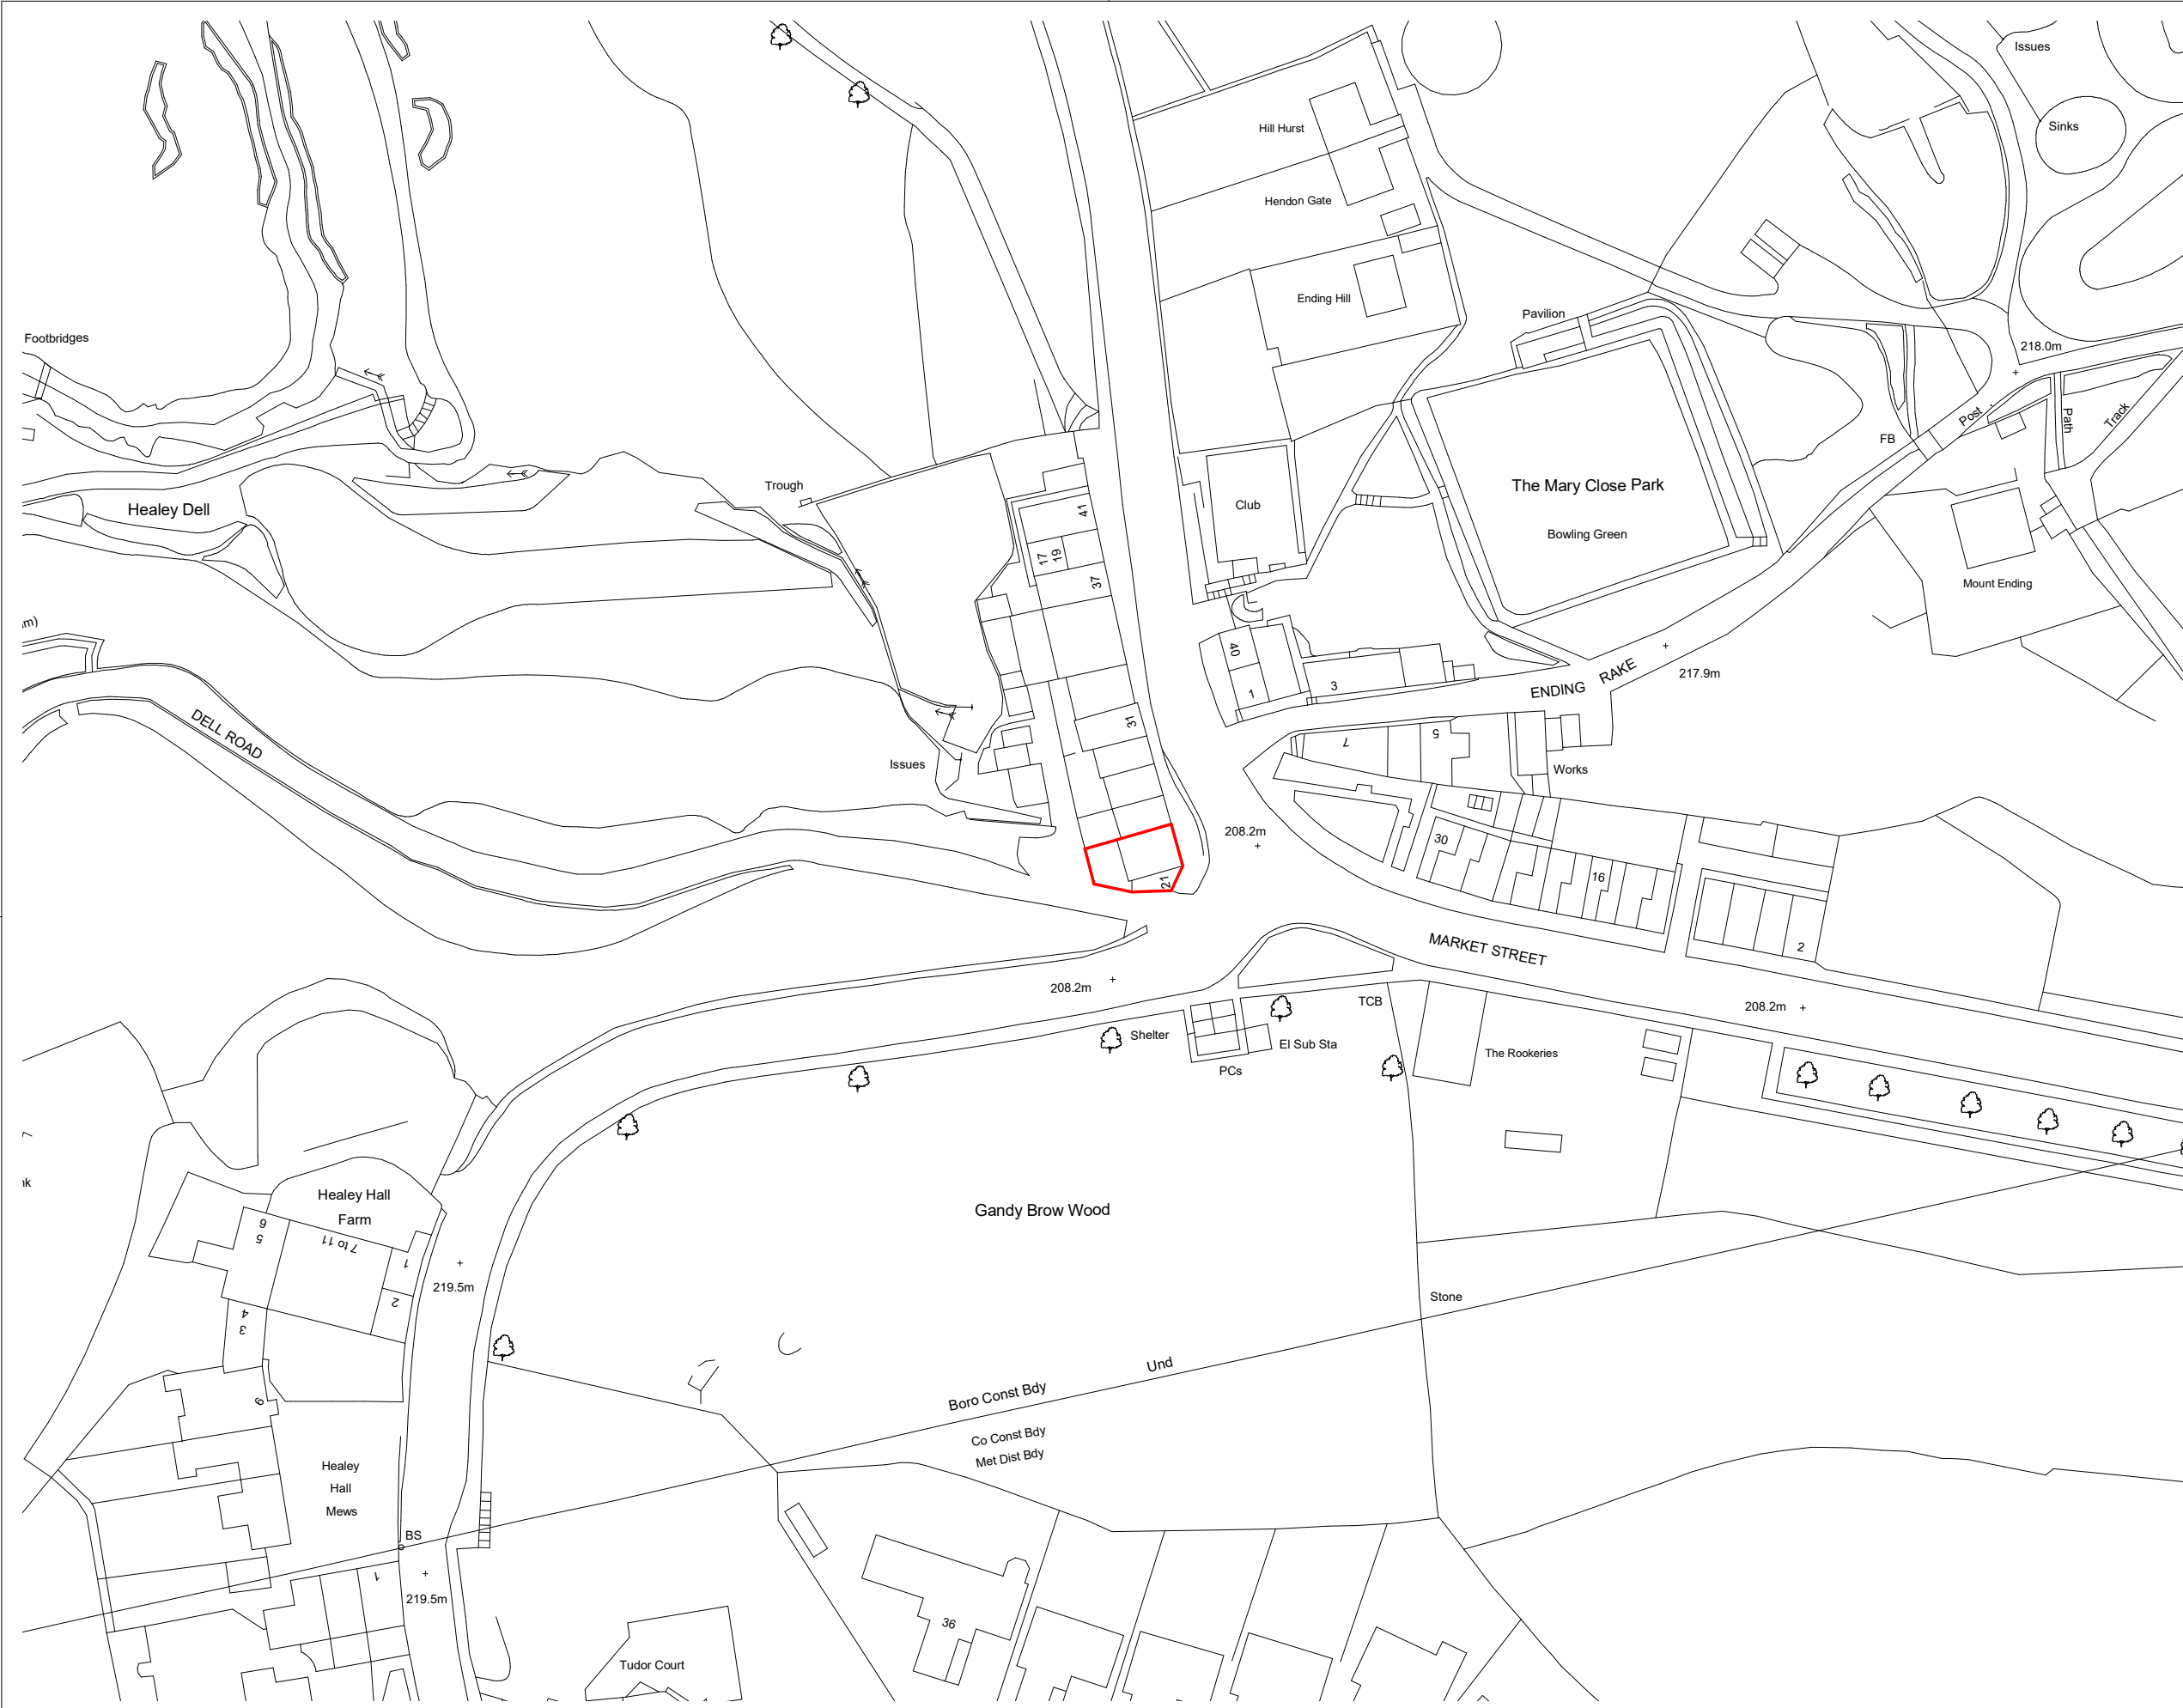 Issues
Sinks
Hill Hurst
Hendon Gate
Ending Hill
Pavilion
Footbridges
218.0m
Post
Path
Track
FB
Trough
The Mary Close Park
Healey Dell
Club
Bowling Green
41
17
19
37
Mount Ending
m)
40
1
3
ENDING RAKE
217.9m
DELL ROAD
31
7
5
Issues
Works
208.2m
30
21
16
2
MARKET STREET
208.2m
TCB
208.2m
Shelter
El Sub Sta
The Rookeries
PCs
nk
Healey Hall
Farm
Gandy Brow Wood
6
5
7 to 11
1
2
219.5m
4
3
Stone
Und
Boro Const Bdy
Co Const Bdy
Met Dist Bdy
9
Healey
Hall
Mews
BS
1
219.5m
36
Tudor Court